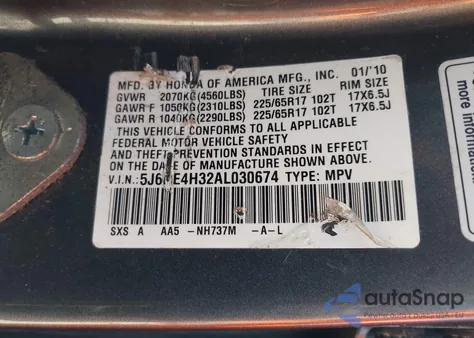 MFD. BY HONDA OF AMERICA MFG., INC. 01/'10
GVWR 2070KG(4560LBS) TIRE SIZE RIM SIZE
GAWR F 1050KG(2310LBS) 225/65R17 102T 17X6.5J
GAWR R 1040KG(2290LBS) 225/65R17 102T 17X6.5J
THIS VEHICLE CONFORMS TO ALL APPLICABLE
FEDERAL MOTOR VEHICLE SAFETY
AND THEFT PREVENTION STANDARDS IN EFFECT
ON THE DATE OF MANUFACTURE SHOWN ABOVE.
V.I.N.: TYPE: MPV
SXS A AA5 -NH737M -A-L
autoSnap